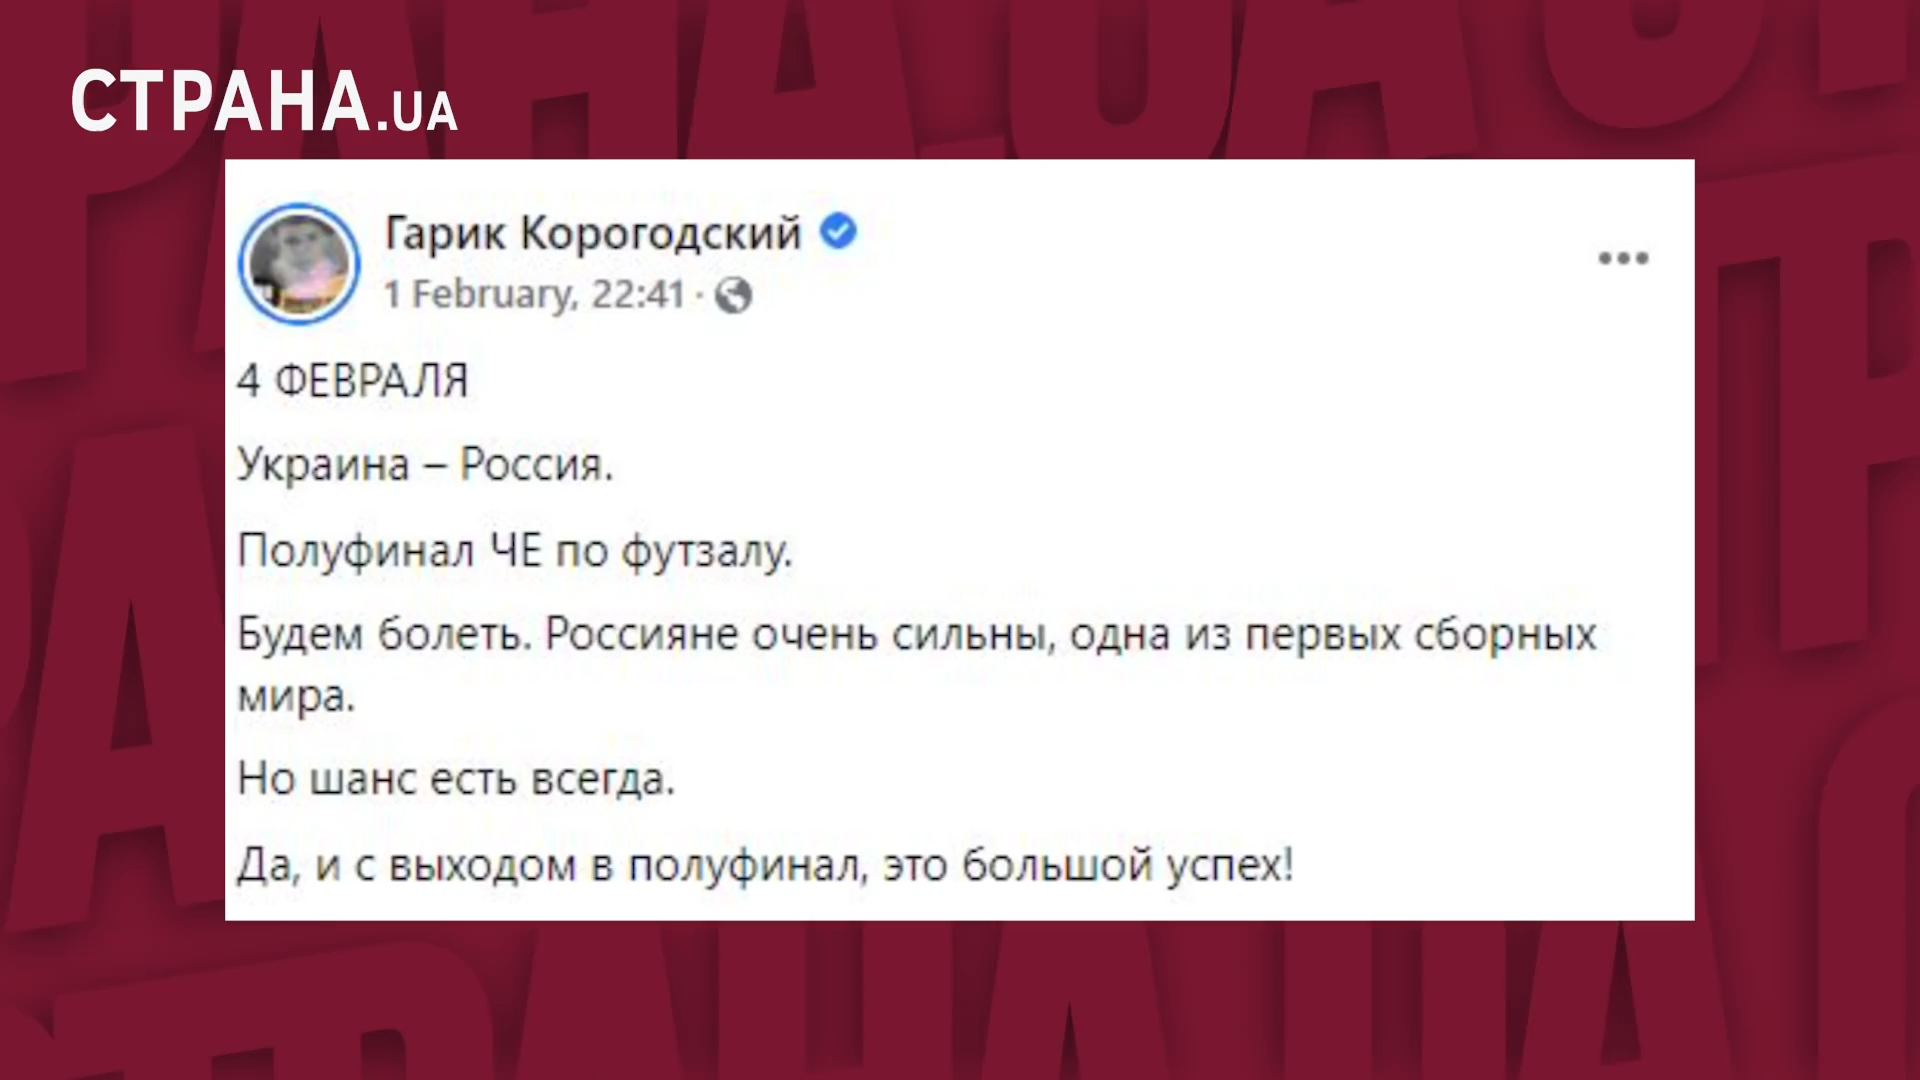 СТРАНА.UA
Гарик Корогодский
1 February, 22:41 ·
4 ФЕВРАЛЯ
Украина – Россия.
Полуфинал ЧЕ по футзалу.
Будем болеть. Россияне очень сильны, одна из первых сборных
мира.
Но шанс есть всегда.
Да, и с выходом в полуфинал, это большой успех!